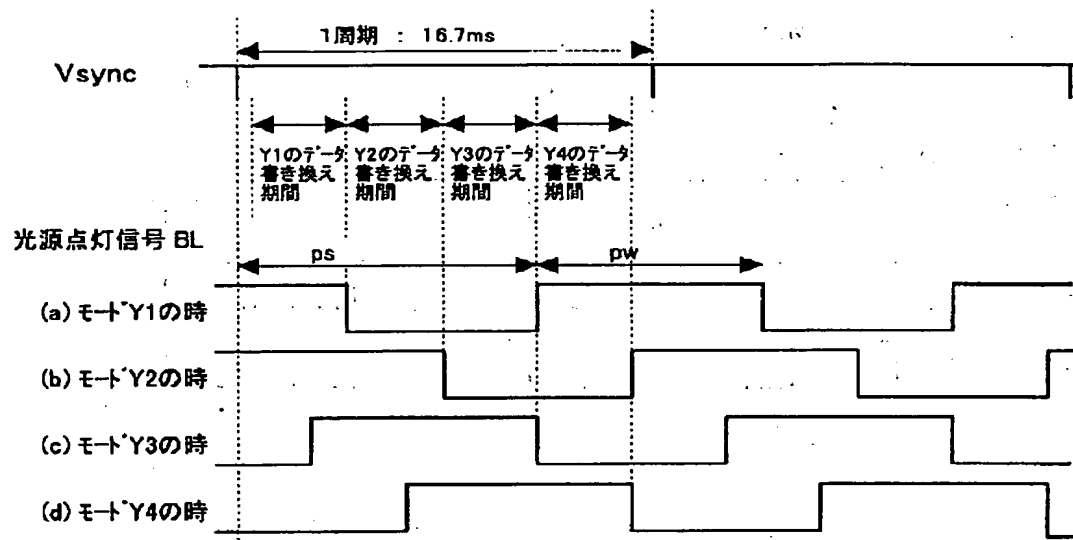 1周期 : 16.7ms
Vsync
Y1のデータ
書き換え
期間
Y2のデータ
書き換え
期間
Y3のデータ
書き換え
期間
Y4のデータ
書き換え
期間
光源点灯信号 BL
ps
pw
(a) モードY1の時
(b) モードY2の時
(c) モードY3の時
(d) モードY4の時